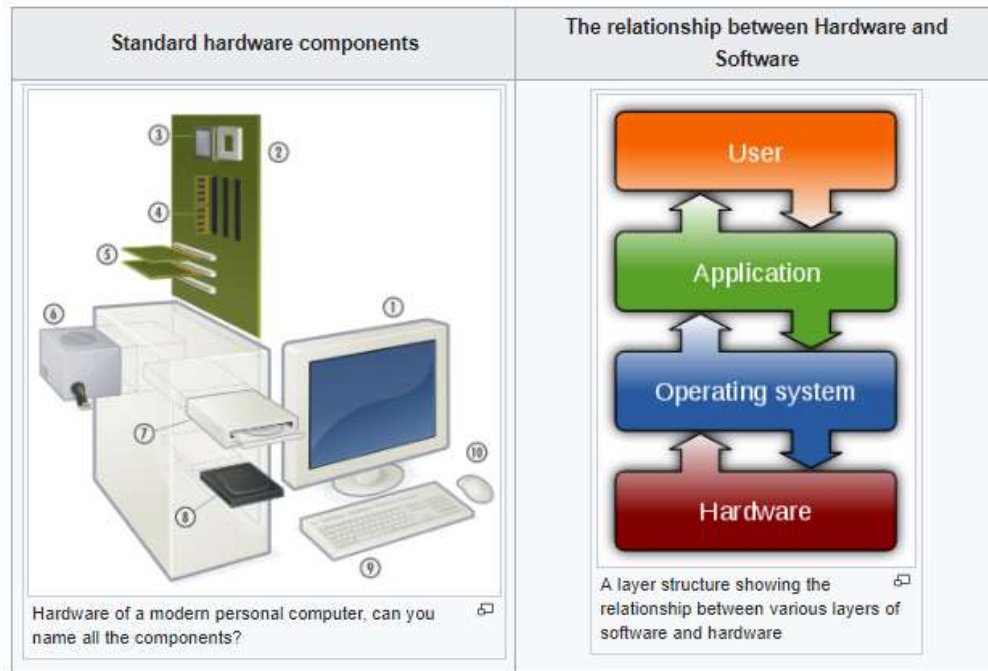 Standard hardware components
The relationship between Hardware and
Software
3
2
4
5
6
1
7
10
8
9
Hardware of a modern personal computer, can you
name all the components?
User
Application
Operating system
Hardware
A layer structure showing the
relationship between various layers of
software and hardware